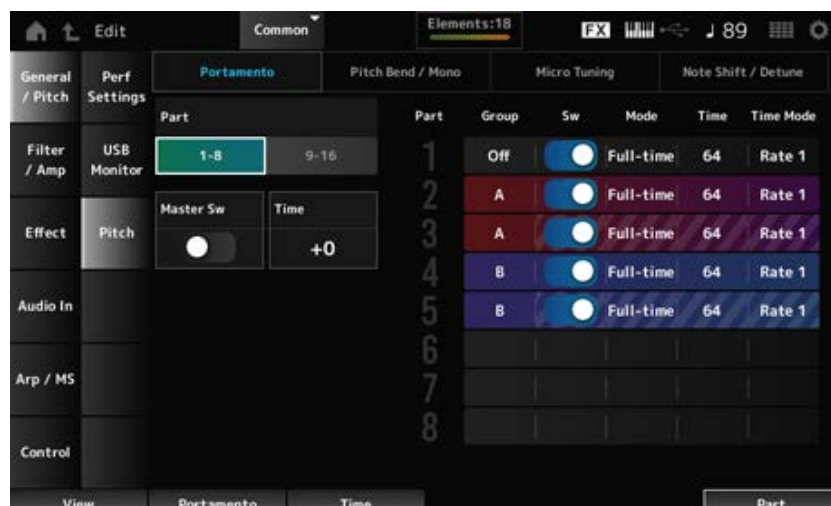 Edit
Common
Elements:18
FX
♩ 89
General / Pitch
Perf Settings
Portamento
Pitch Bend / Mono
Micro Tuning
Note Shift / Detune
Filter / Amp
USB Monitor
Effect
Pitch
Audio In
Arp / MS
Control
Part
1-8
9-16
Master Sw
Time
+0
Part Group Sw Mode Time Time Mode
1 Off Full-time 64 Rate 1
2 A Full-time 64 Rate 1
3 A Full-time 64 Rate 1
4 B Full-time 64 Rate 1
5 B Full-time 64 Rate 1
6
7
8
View
Portamento
Time
Part